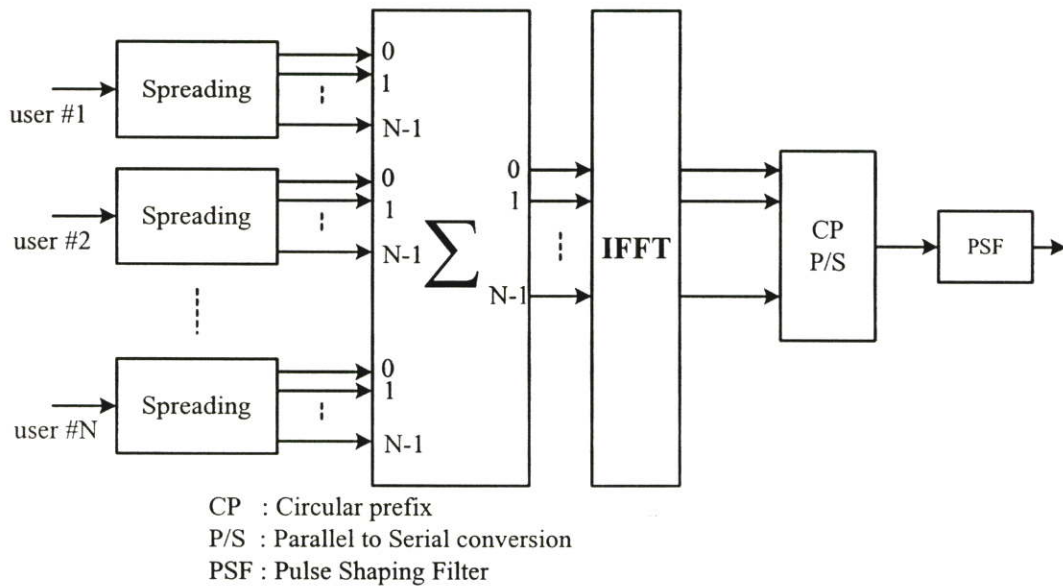 user #1
Spreading
0
1
N-1
user #2
Spreading
0
1
N-1
user #N
Spreading
0
1
N-1
∑
0
1
N-1
IFFT
CP
P/S
PSF
CP : Circular prefix
P/S : Parallel to Serial conversion
PSF : Pulse Shaping Filter